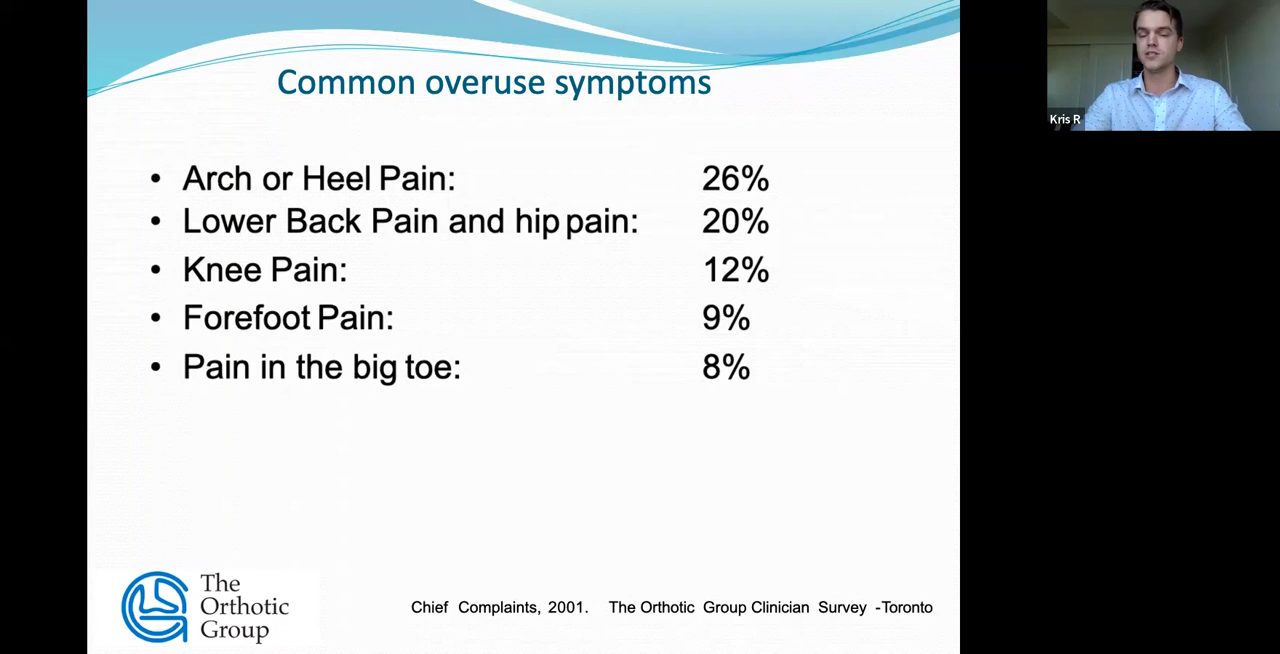 Common overuse symptoms
Kris R
• Arch or Heel Pain: 26%
• Lower Back Pain and hip pain: 20%
• Knee Pain: 12%
• Forefoot Pain: 9%
• Pain in the big toe: 8%
The
Orthotic
Group
Chief Complaints, 2001. The Orthotic Group Clinician Survey -Toronto